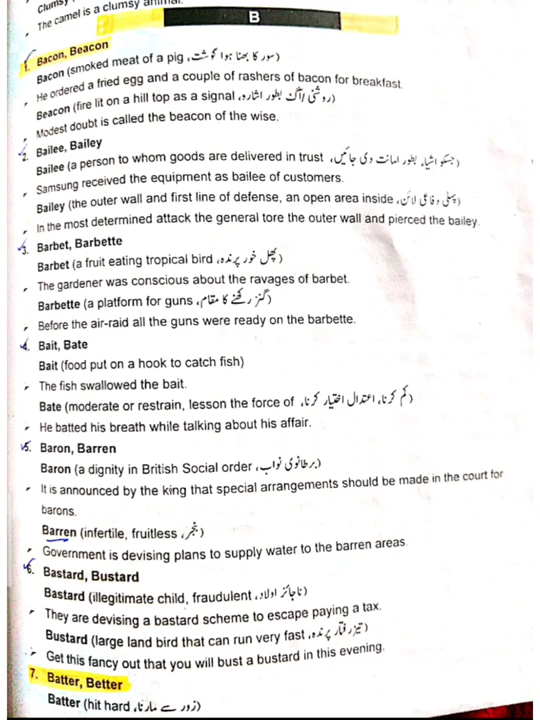 Clumsy
The camel is a clumsy animal.
B
1. Bacon, Beacon
Bacon (smoked meat of a pig ،سور کا بھنا ہوا گوشت)
He ordered a fried egg and a couple of rashers of bacon for breakfast.
Beacon (fire lit on a hill top as a signal ،روشنی/آگ بطور اشارہ)
Modest doubt is called the beacon of the wise.
2. Bailee, Bailey
Bailee (a person to whom goods are delivered in trust ،جسکو اشیاء بطور امانت دی جائیں)
Samsung received the equipment as bailee of customers.
Bailey (the outer wall and first line of defense, an open area inside ،پہلی دفاعی لائن)
In the most determined attack the general tore the outer wall and pierced the bailey.
3. Barbet, Barbette
Barbet (a fruit eating tropical bird ،پھل خور پرندہ)
The gardener was conscious about the ravages of barbet.
Barbette (a platform for guns ،گنز رکھنے کا مقام)
Before the air-raid all the guns were ready on the barbette.
4. Bait, Bate
Bait (food put on a hook to catch fish)
The fish swallowed the bait.
Bate (moderate or restrain, lesson the force of ،کم کرنا، اعتدال اختیار کرنا)
He batted his breath while talking about his affair.
5. Baron, Barren
Baron (a dignity in British Social order ،برطانوی نواب)
It is announced by the king that special arrangements should be made in the court for
barons.
Barren (infertile, fruitless ،بنجر)
Government is devising plans to supply water to the barren areas.
6. Bastard, Bustard
Bastard (illegitimate child, fraudulent ،ناجائز اولاد)
They are devising a bastard scheme to escape paying a tax.
Bustard (large land bird that can run very fast ،تیز رفتار پرندہ)
Get this fancy out that you will bust a bustard in this evening.
7. Batter, Better
Batter (hit hard ،زور سے مارنا)